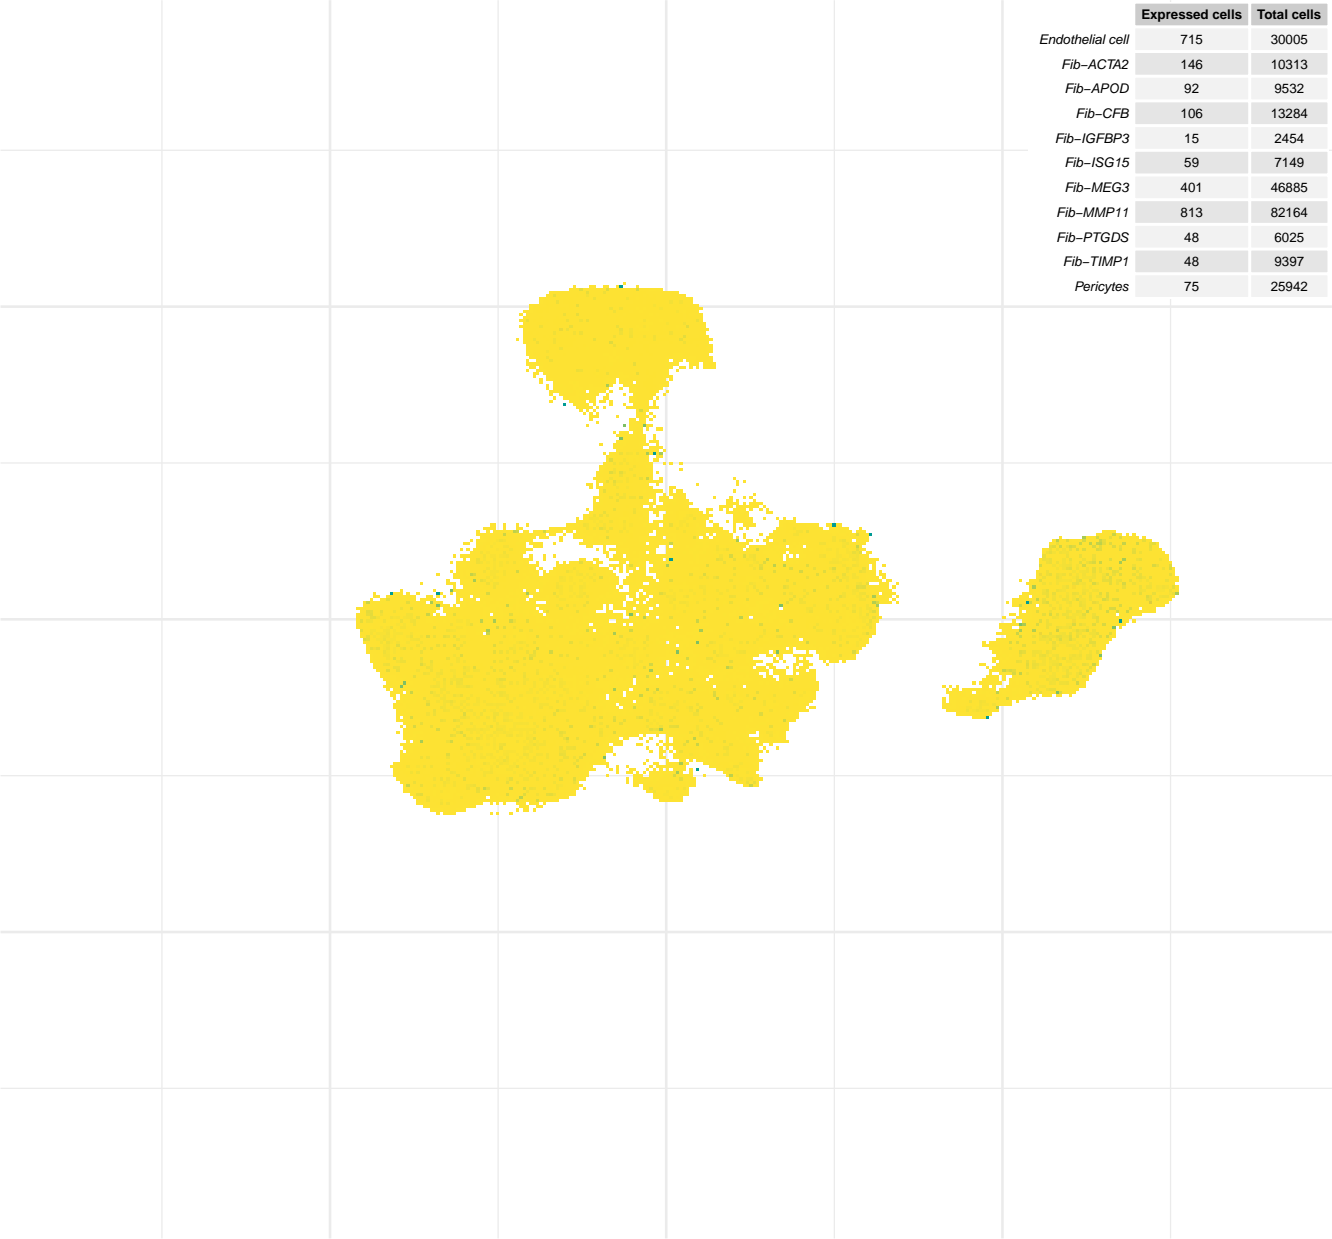 Expressed cells Total cells
Endothelial cell 715 30005
Fib−ACTA2 146 10313
Fib−APOD 92 9532
Fib−CFB 106 13284
Fib−IGFBP3 15 2454
Fib−ISG15 59 7149
Fib−MEG3 401 46885
Fib−MMP11 813 82164
Fib−PTGDS 48 6025
Fib−TIMP1 48 9397
Pericytes 75 25942